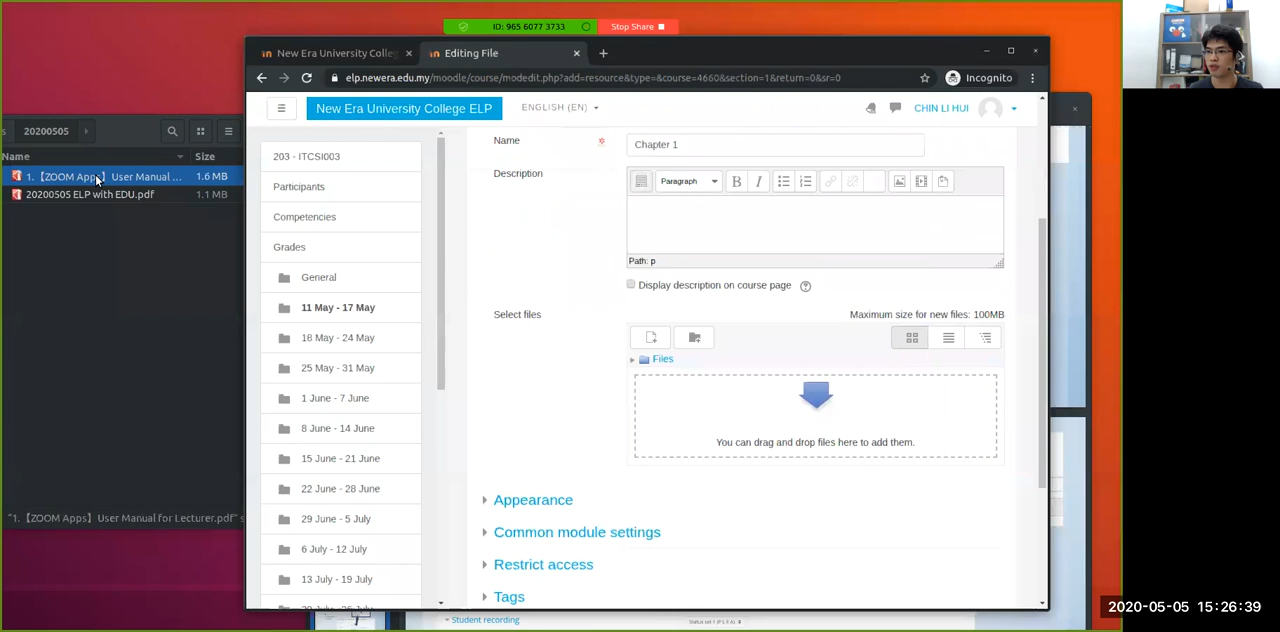 ID: 965 6077 3733
Stop Share
New Era University Colleg
Editing File
elp.newera.edu.my/moodle/course/modedit.php?add=resource&type=&course=4660&section=1&return=0&sr=0
Incognito
New Era University College ELP
ENGLISH (EN)
CHIN LI HUI
20200505
Name
Size
1.【ZOOM Apps】User Manual ...
1.6 MB
20200505 ELP with EDU.pdf
1.1 MB
"1.【ZOOM Apps】User Manual for Lecturer.pdf" s
203 - ITCSI003
Participants
Competencies
Grades
General
11 May - 17 May
18 May - 24 May
25 May - 31 May
1 June - 7 June
8 June - 14 June
15 June - 21 June
22 June - 28 June
29 June - 5 July
6 July - 12 July
13 July - 19 July
Name
Chapter 1
Description
Paragraph
B
I
Path: p
Display description on course page
Select files
Maximum size for new files: 100MB
Files
You can drag and drop files here to add them.
Appearance
Common module settings
Restrict access
Tags
Student recording
2020-05-05 15:26:39